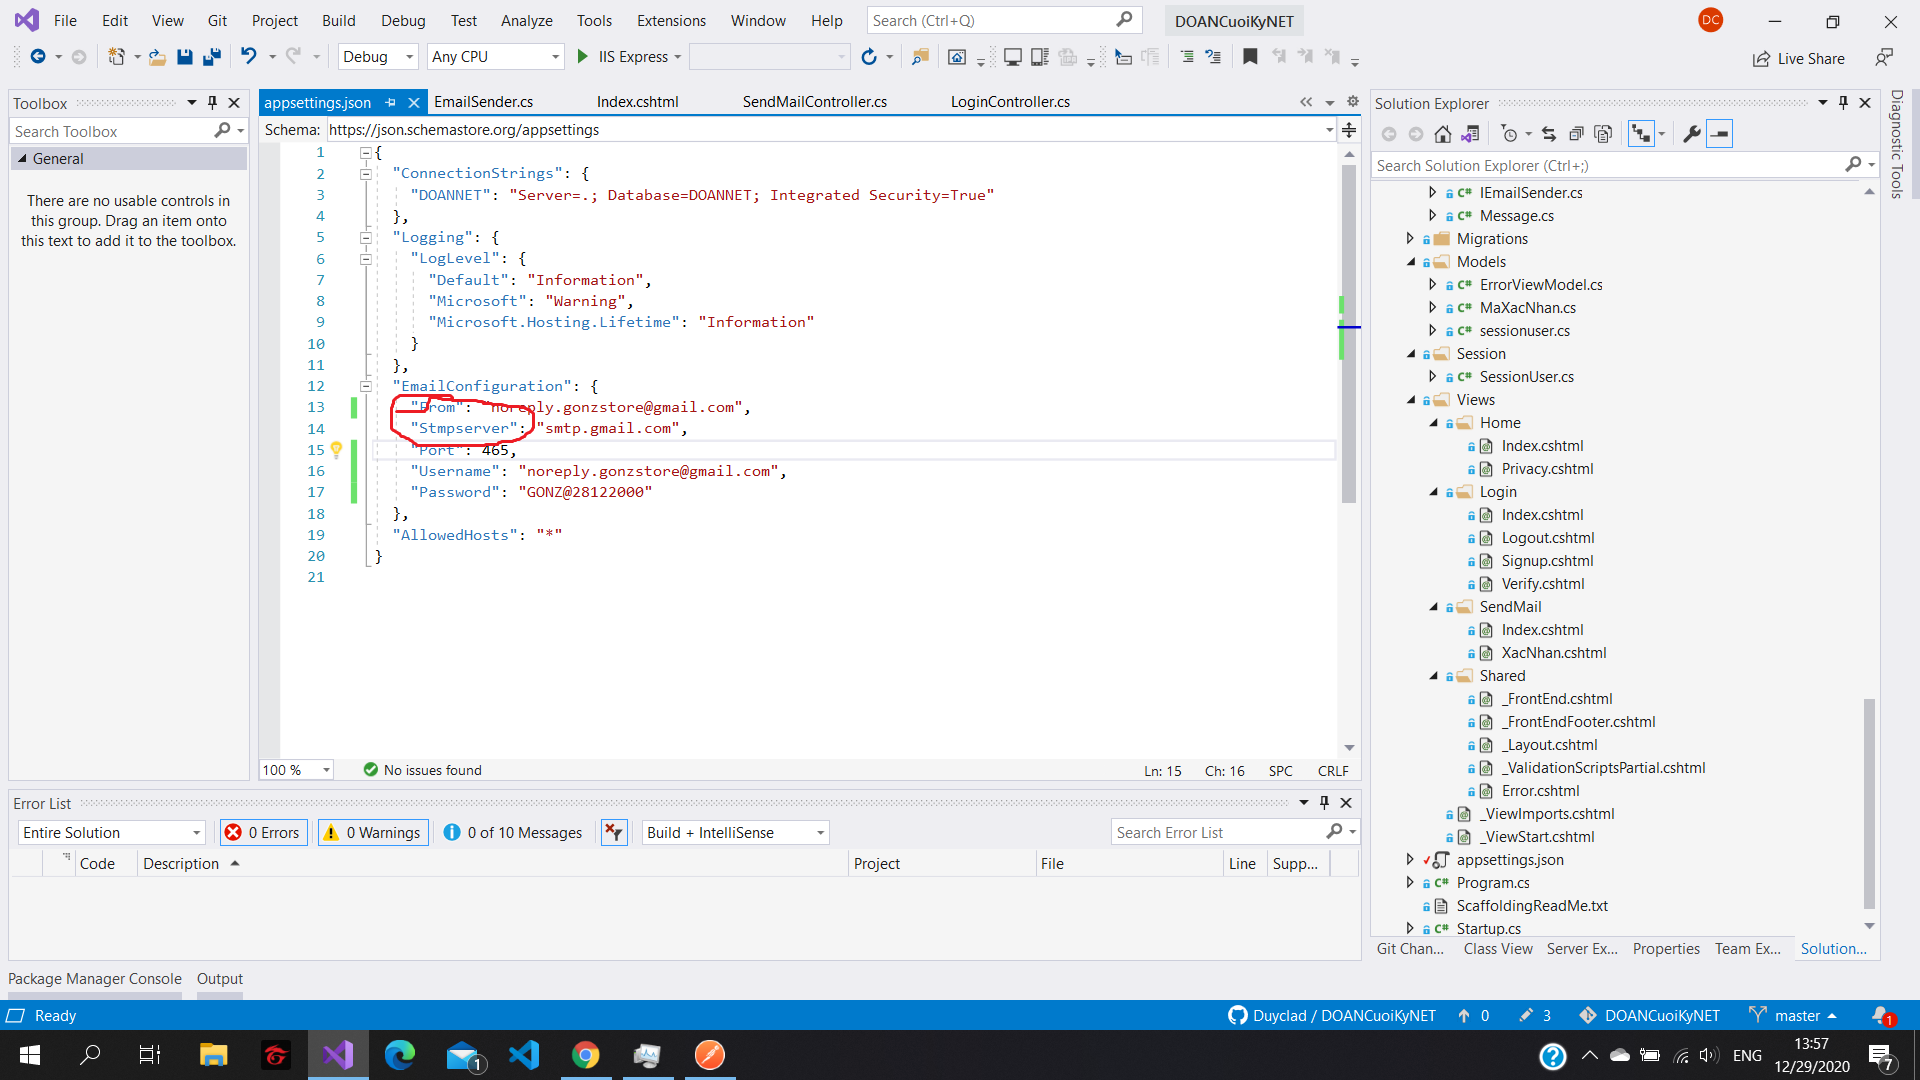 File Edit View Git Project Build Debug Test Analyze Tools Extensions Window Help Search (Ctrl+Q) DOANCuoiKyNET DC
Debug Any CPU IIS Express Live Share
Toolbox
Search Toolbox
General
There are no usable controls in
this group. Drag an item onto
this text to add it to the toolbox.
appsettings.json EmailSender.cs Index.cshtml SendMailController.cs LoginController.cs
Schema: https://json.schemastore.org/appsettings
1 {
2 "ConnectionStrings": {
3 "DOANNET": "Server=.; Database=DOANNET; Integrated Security=True"
4 },
5 "Logging": {
6 "LogLevel": {
7 "Default": "Information",
8 "Microsoft": "Warning",
9 "Microsoft.Hosting.Lifetime": "Information"
10 }
11 },
12 "EmailConfiguration": {
13 "From": "noreply.gonzstore@gmail.com",
14 "Stmpserver": "smtp.gmail.com",
15 "Port": 465,
16 "Username": "noreply.gonzstore@gmail.com",
17 "Password": "GONZ@28122000"
18 },
19 "AllowedHosts": "*"
20 }
21
100 % No issues found Ln: 15 Ch: 16 SPC CRLF
Error List
Entire Solution 0 Errors 0 Warnings 0 of 10 Messages Build + IntelliSense Search Error List
Code Description Project File Line Supp...
Package Manager Console Output
Solution Explorer
Search Solution Explorer (Ctrl+;)
C# IEmailSender.cs
C# Message.cs
Migrations
Models
C# ErrorViewModel.cs
C# MaXacNhan.cs
C# sessionuser.cs
Session
C# SessionUser.cs
Views
Home
Index.cshtml
Privacy.cshtml
Login
Index.cshtml
Logout.cshtml
Signup.cshtml
Verify.cshtml
SendMail
Index.cshtml
XacNhan.cshtml
Shared
_FrontEnd.cshtml
_FrontEndFooter.cshtml
_Layout.cshtml
_ValidationScriptsPartial.cshtml
Error.cshtml
_ViewImports.cshtml
_ViewStart.cshtml
appsettings.json
C# Program.cs
ScaffoldingReadMe.txt
C# Startup.cs
Git Chan... Class View Server Ex... Properties Team Ex... Solution...
Diagnostic Tools
Ready Duyclad / DOANCuoiKyNET 0 3 DOANCuoiKyNET master 1
1 ENG 13:57
12/29/2020 7